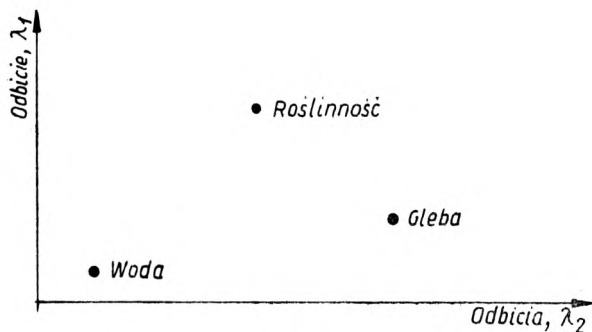 Odbicie, λ1
Roślinność
Gleba
Woda
Odbicia, λ2